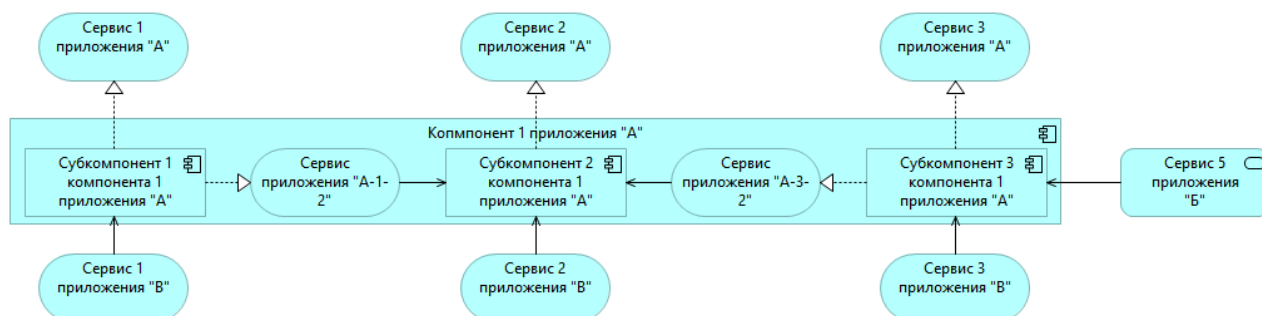 Сервис 1
приложения "А"
Сервис 2
приложения "А"
Сервис 3
приложения "А"
Копмпонент 1 приложения "А"
Субкомпонент 1
компонента 1
приложения "А"
Сервис
приложения "А-1-
2"
Субкомпонент 2
компонента 1
приложения "А"
Сервис
приложения "А-3-
2"
Субкомпонент 3
компонента 1
приложения "А"
Сервис 5
приложения
"Б"
Сервис 1
приложения "В"
Сервис 2
приложения "В"
Сервис 3
приложения "В"